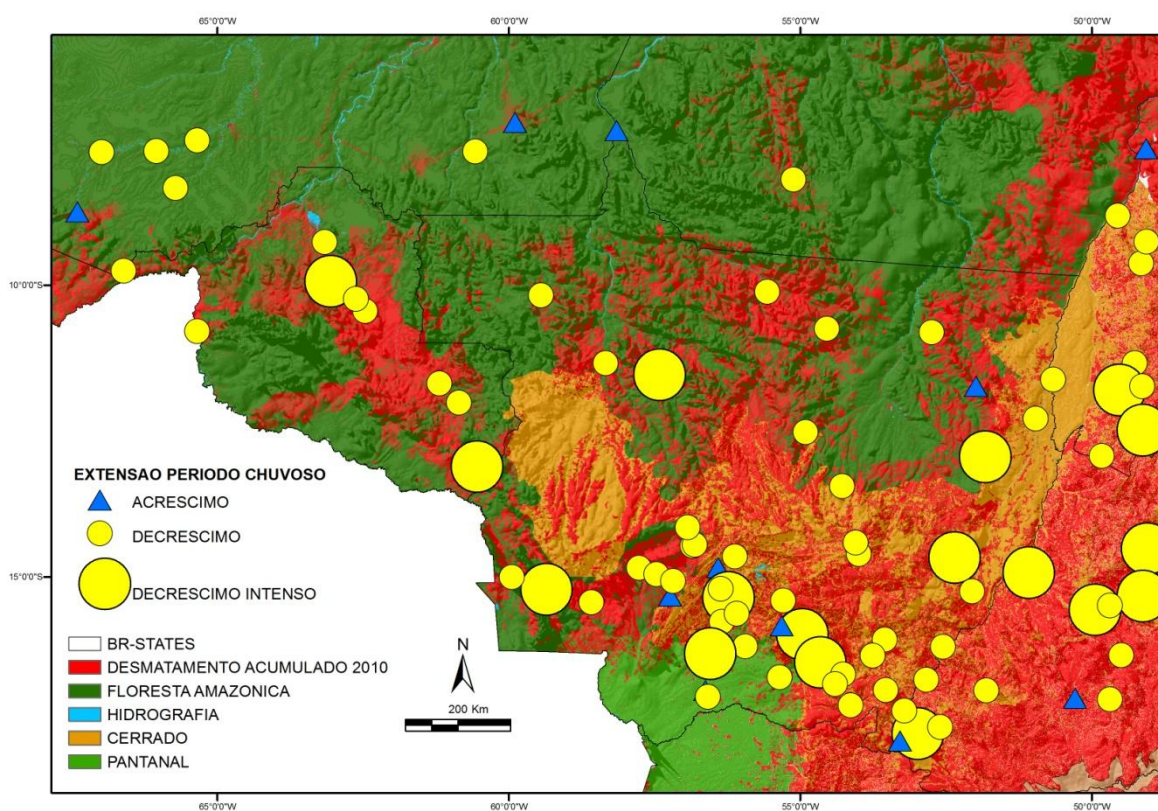 65°0'0"W 60°0'0"W 55°0'0"W 50°0'0"W
10°0'0"S
15°0'0"S
EXTENSAO PERIODO CHUVOSO
ACRESCIMO
DECRESCIMO
DECRESCIMO INTENSO
BR-STATES
DESMATAMENTO ACUMULADO 2010
FLORESTA AMAZONICA
HIDROGRAFIA
CERRADO
PANTANAL
N
200 Km
65°0'0"W 60°0'0"W 55°0'0"W 50°0'0"W